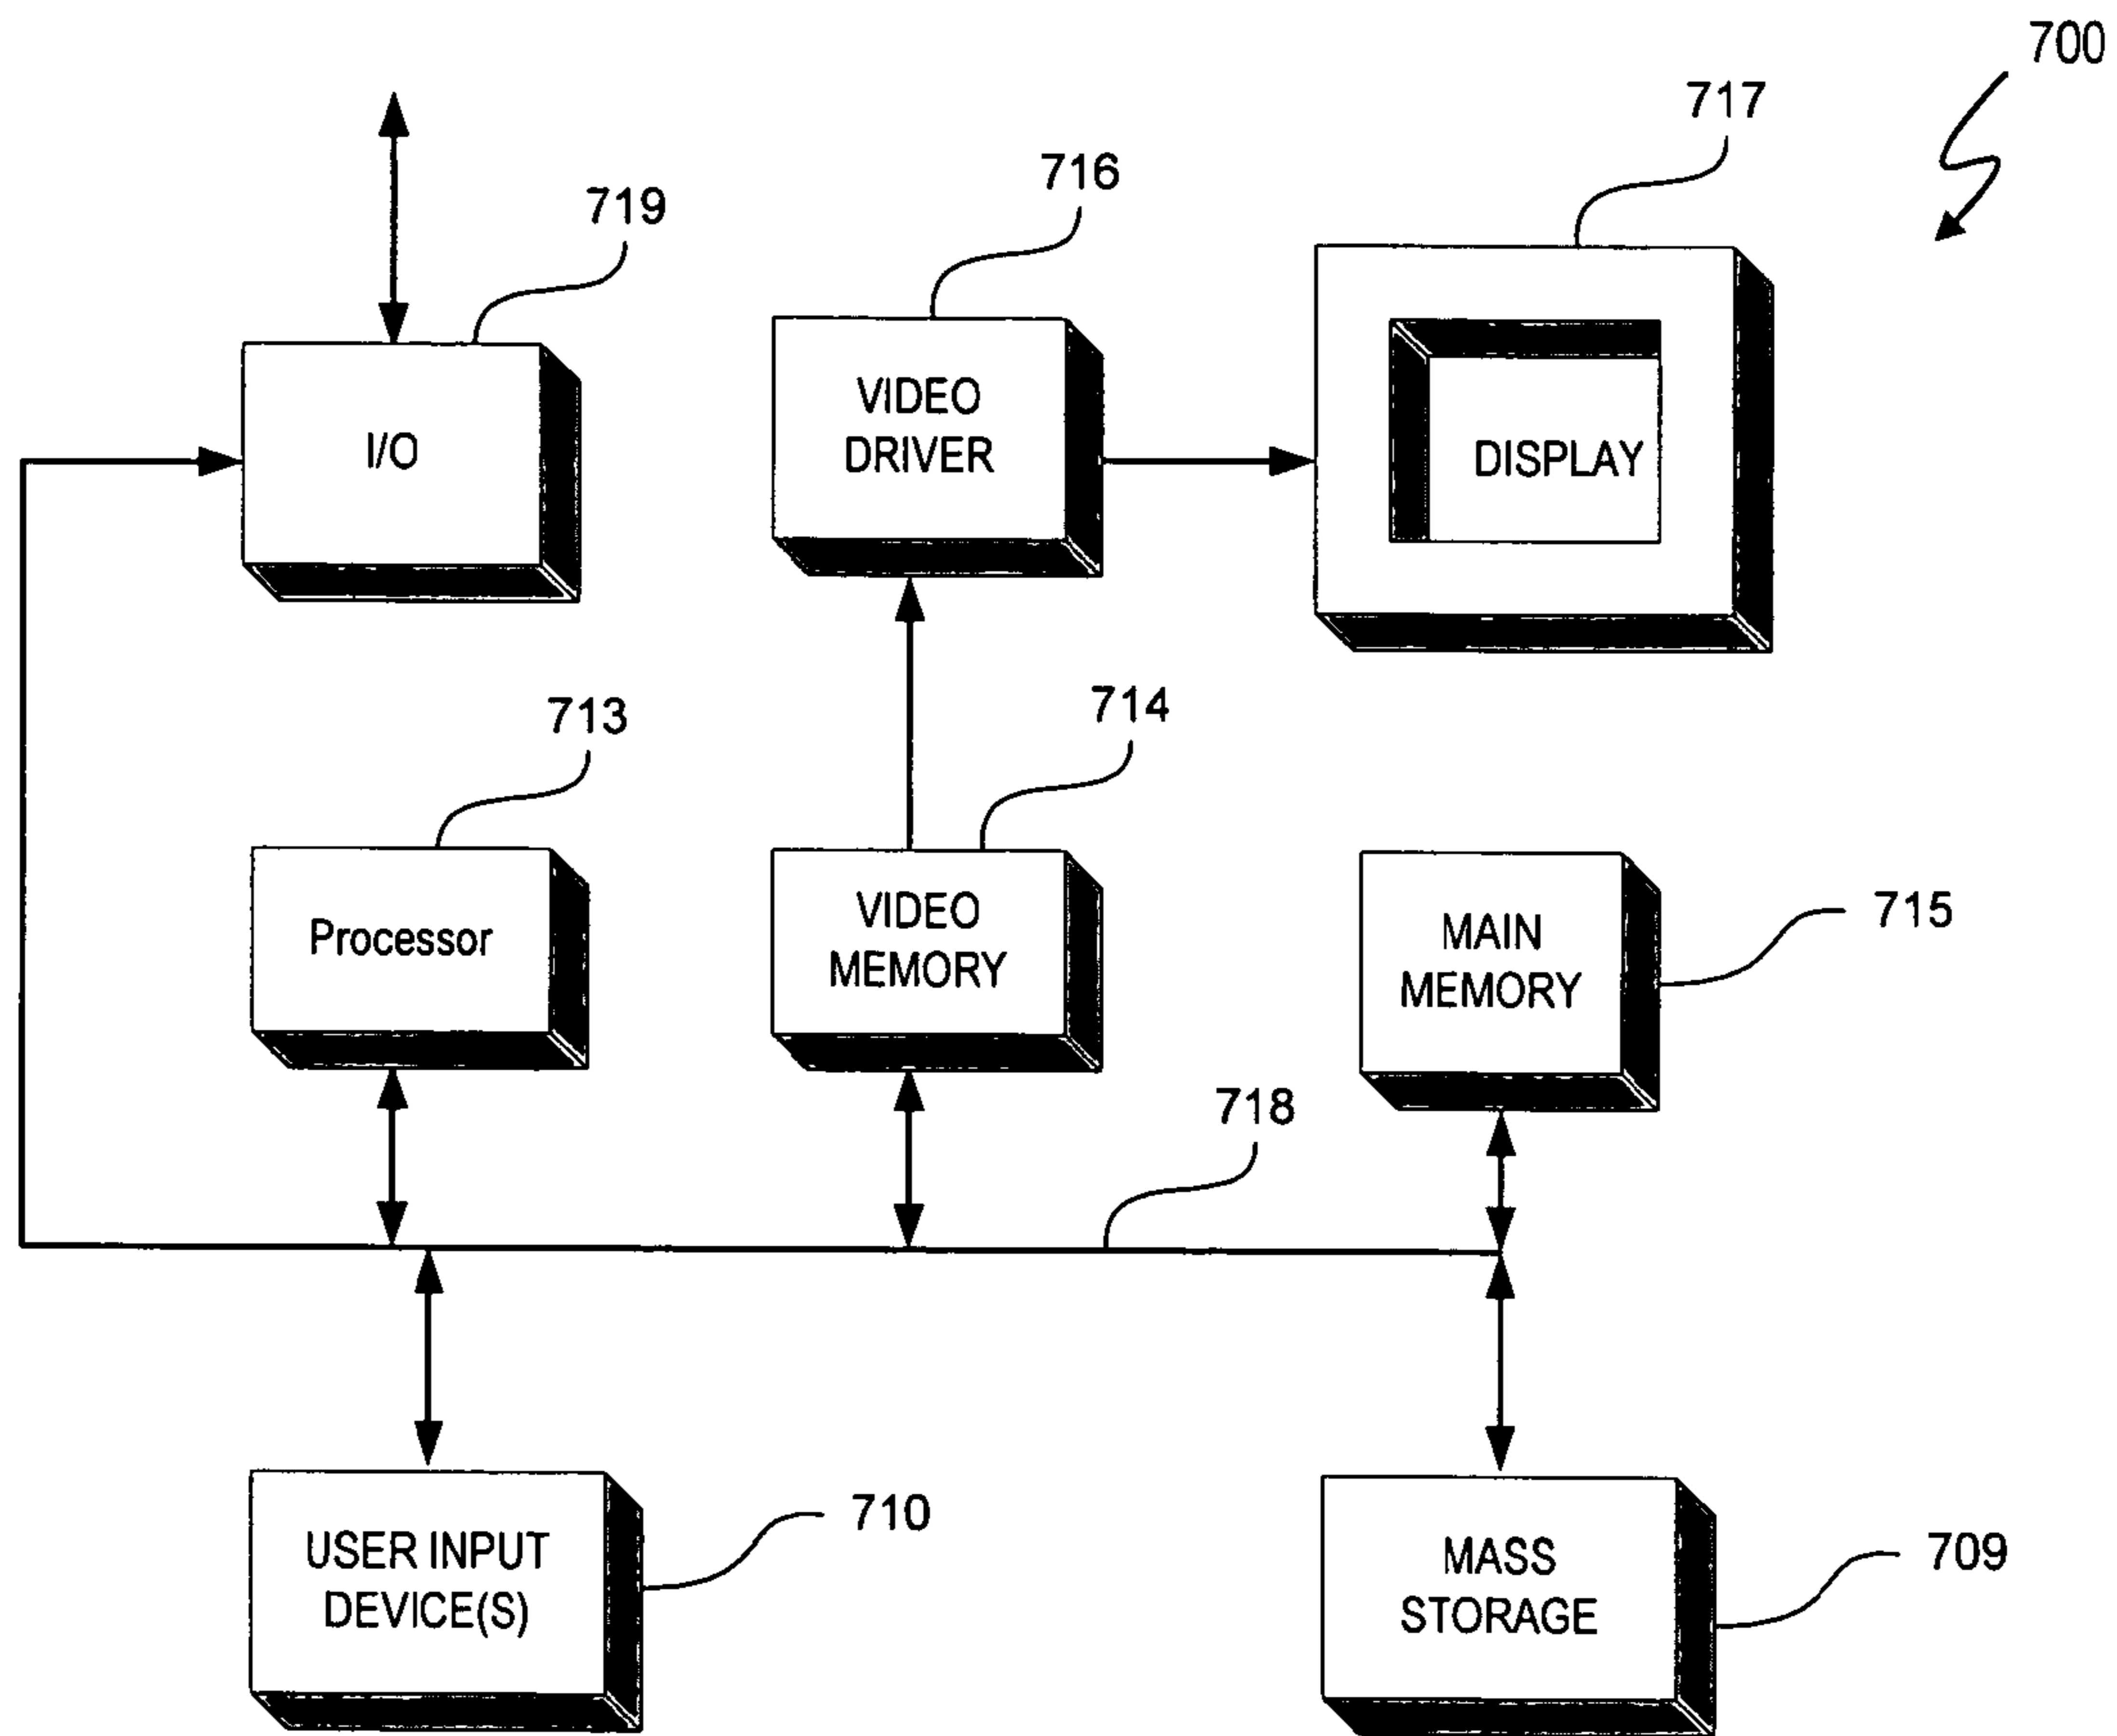 700
717
716
719
I/O
VIDEO
DRIVER
DISPLAY
713
714
Processor
VIDEO
MEMORY
MAIN
MEMORY
715
718
USER INPUT
DEVICE(S)
710
MASS
STORAGE
709